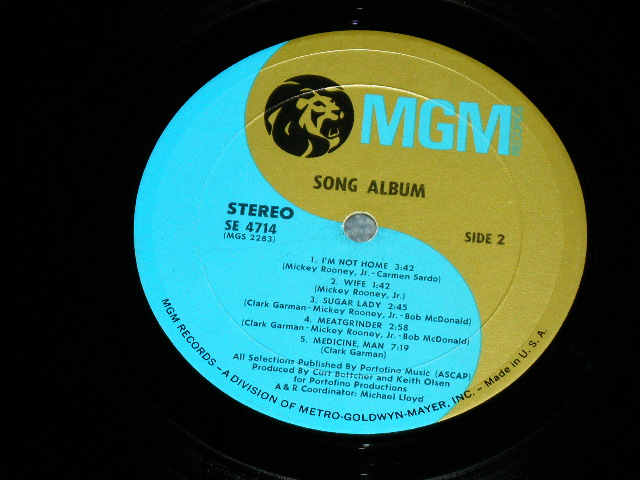 MGM
RECORDS
SONG ALBUM
STEREO
SE 4714
(MGS 2283)
SIDE 2
1. I'M NOT HOME 3:42
(Mickey Rooney, Jr. - Carmen Sardo)
2. WIFE 1:42
(Mickey Rooney, Jr.)
3. SUGAR LADY 2:45
(Clark Garman - Mickey Rooney, Jr. - Bob McDonald)
4. MEATGRINDER 2:58
(Clark Garman - Mickey Rooney, Jr. - Bob McDonald)
5. MEDICINE, MAN 7:19
(Clark Garman)
All Selections Published By Portofino Music (ASCAP)
Produced By Curt Bottcher and Keith Olsen
for Portofino Productions
A & R Coordinator: Michael Lloyd
MGM RECORDS – A DIVISION OF METRO-GOLDWYN-MAYER, INC. – Made in U.S.A.